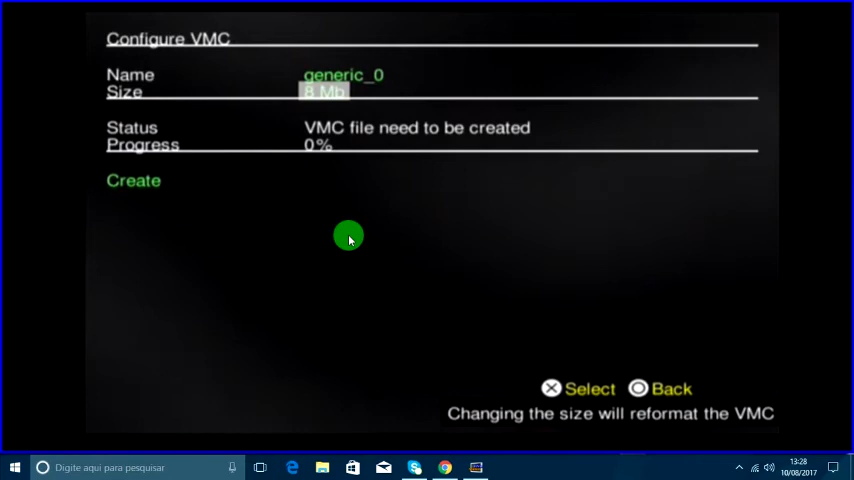 Configure VMC
Name generic_0
Size 8 Mb
Status VMC file need to be created
Progress 0%
Create
Select Back
Changing the size will reformat the VMC
Digite aqui para pesquisar
13:28
10/08/2017